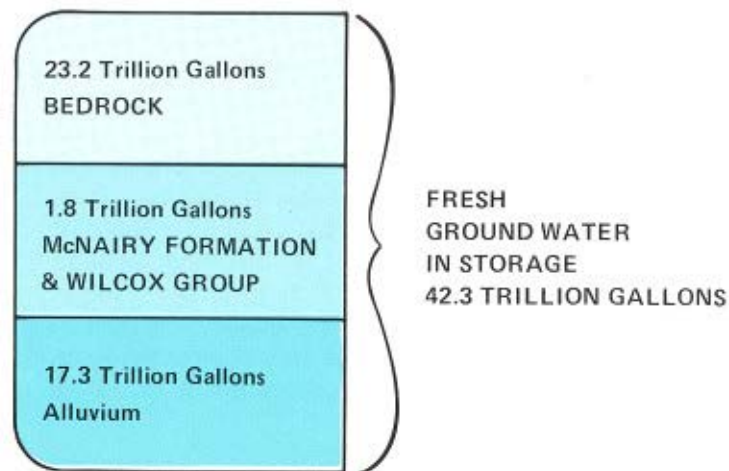 23.2 Trillion Gallons
BEDROCK
1.8 Trillion Gallons
McNAIRY FORMATION
& WILCOX GROUP
17.3 Trillion Gallons
Alluvium
FRESH
GROUND WATER
IN STORAGE
42.3 TRILLION GALLONS